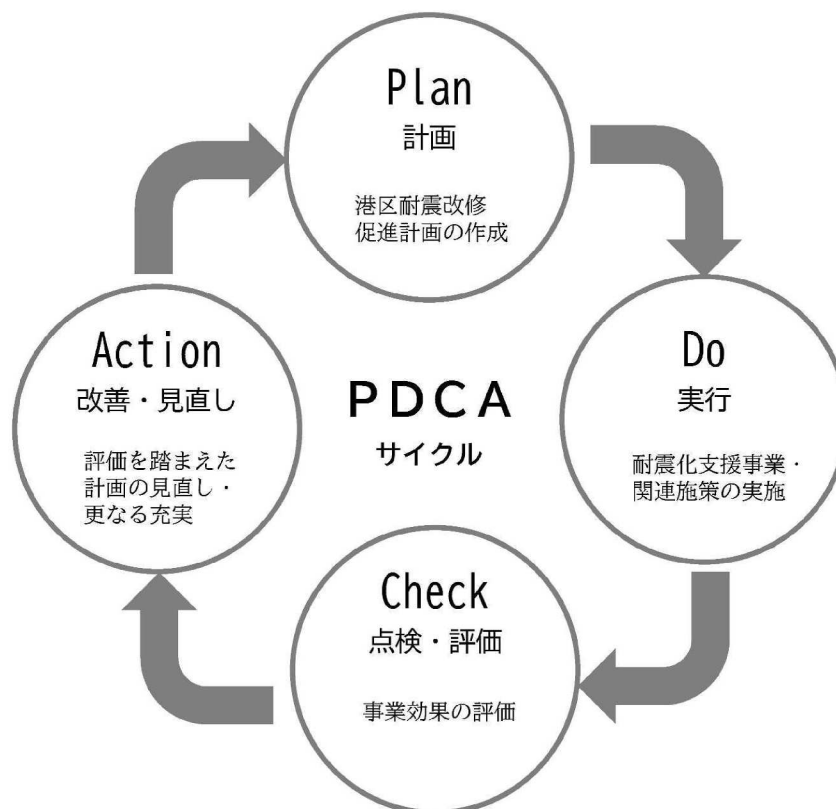 Plan
計画
港区耐震改修
促進計画の作成
Do
実行
耐震化支援事業・
関連施策の実施
Check
点検・評価
事業効果の評価
Action
改善・見直し
評価を踏まえた
計画の見直し・
更なる充実
PDCA
サイクル